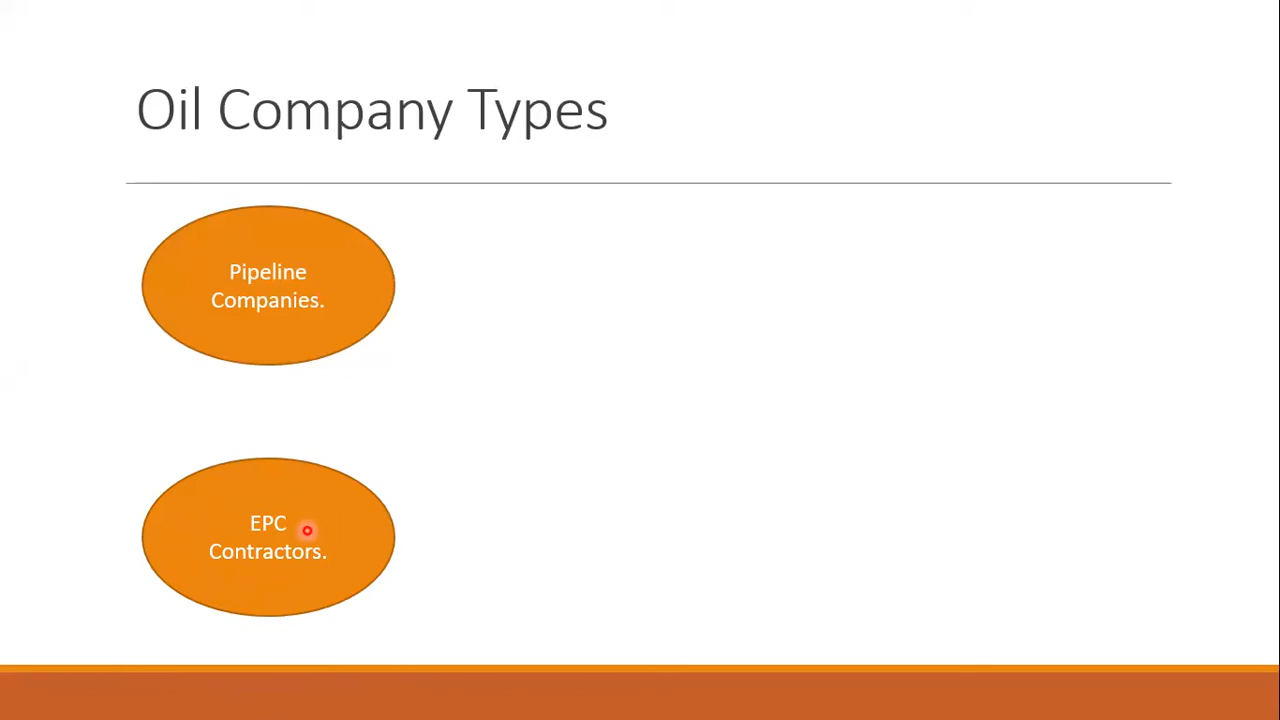 Oil Company Types
Pipeline
Companies.
EPC
Contractors.